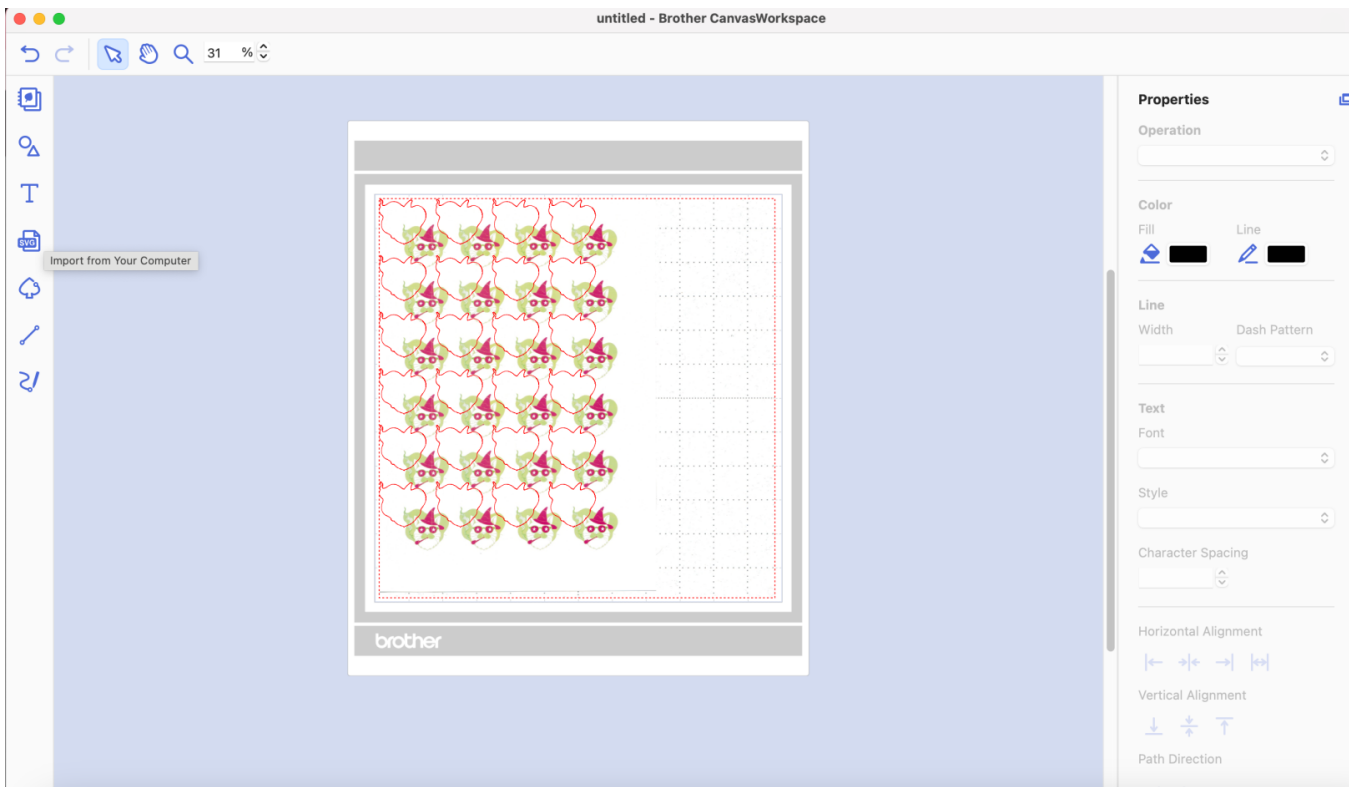 untitled - Brother CanvasWorkspace
31 %
SVG
Import from Your Computer
brother
Properties
Operation
Color
Fill Line
Line
Width Dash Pattern
Text
Font
Style
Character Spacing
Horizontal Alignment
Vertical Alignment
Path Direction